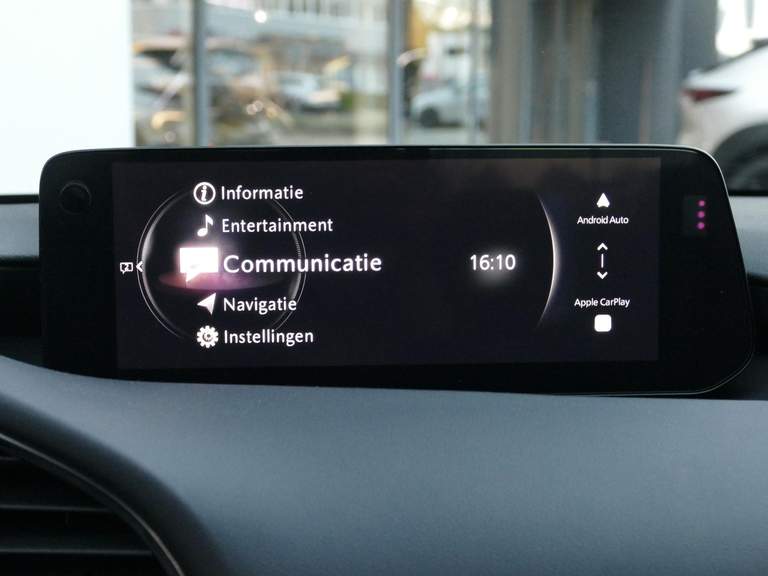 Informatie
Entertainment
Communicatie
Navigatie
Instellingen
16:10
Android Auto
Apple CarPlay